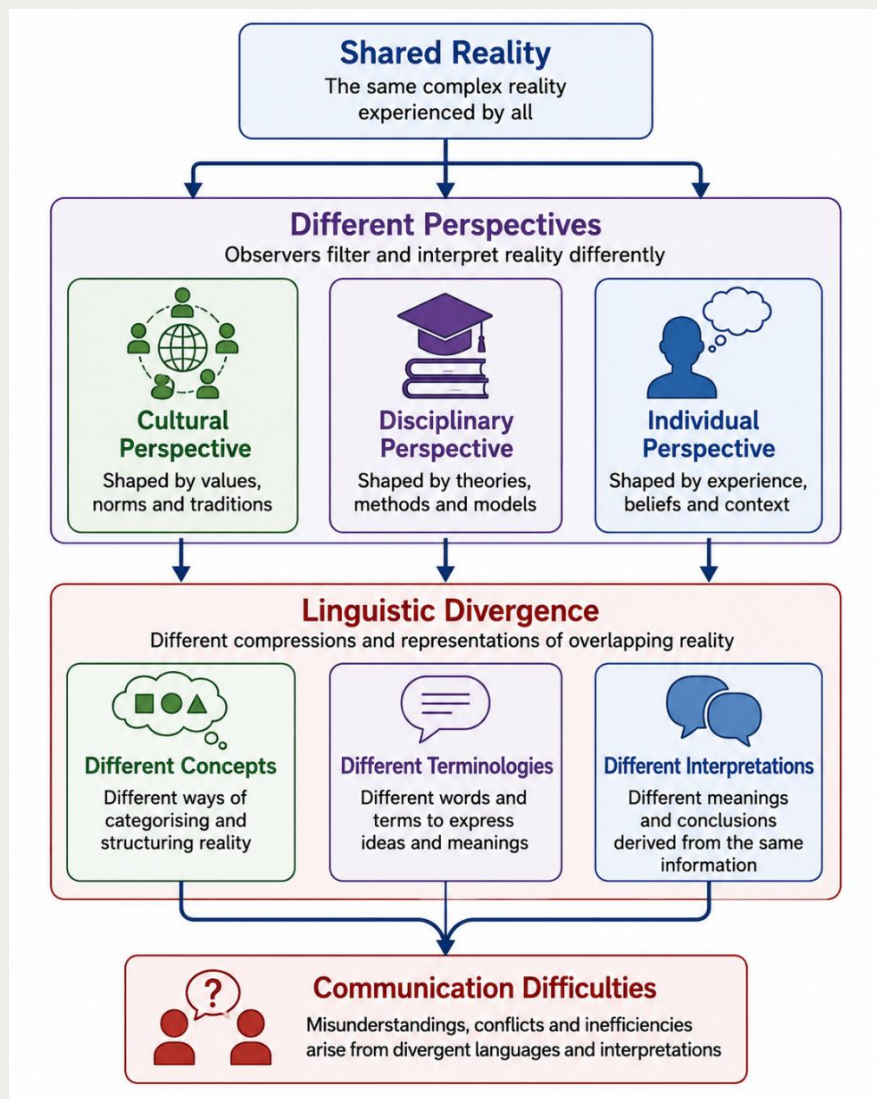 Shared Reality
The same complex reality
experienced by all
Different Perspectives
Observers filter and interpret reality differently
Cultural
Perspective
Shaped by values,
norms and traditions
Disciplinary
Perspective
Shaped by theories,
methods and models
Individual
Perspective
Shaped by experience,
beliefs and context
Linguistic Divergence
Different compressions and representations of overlapping reality
Different Concepts
Different ways of
categorising and
structuring reality
Different Terminologies
Different words and
terms to express
ideas and meanings
Different Interpretations
Different meanings
and conclusions
derived from the same
information
?
Communication Difficulties
Misunderstandings, conflicts and inefficiencies
arise from divergent languages and interpretations